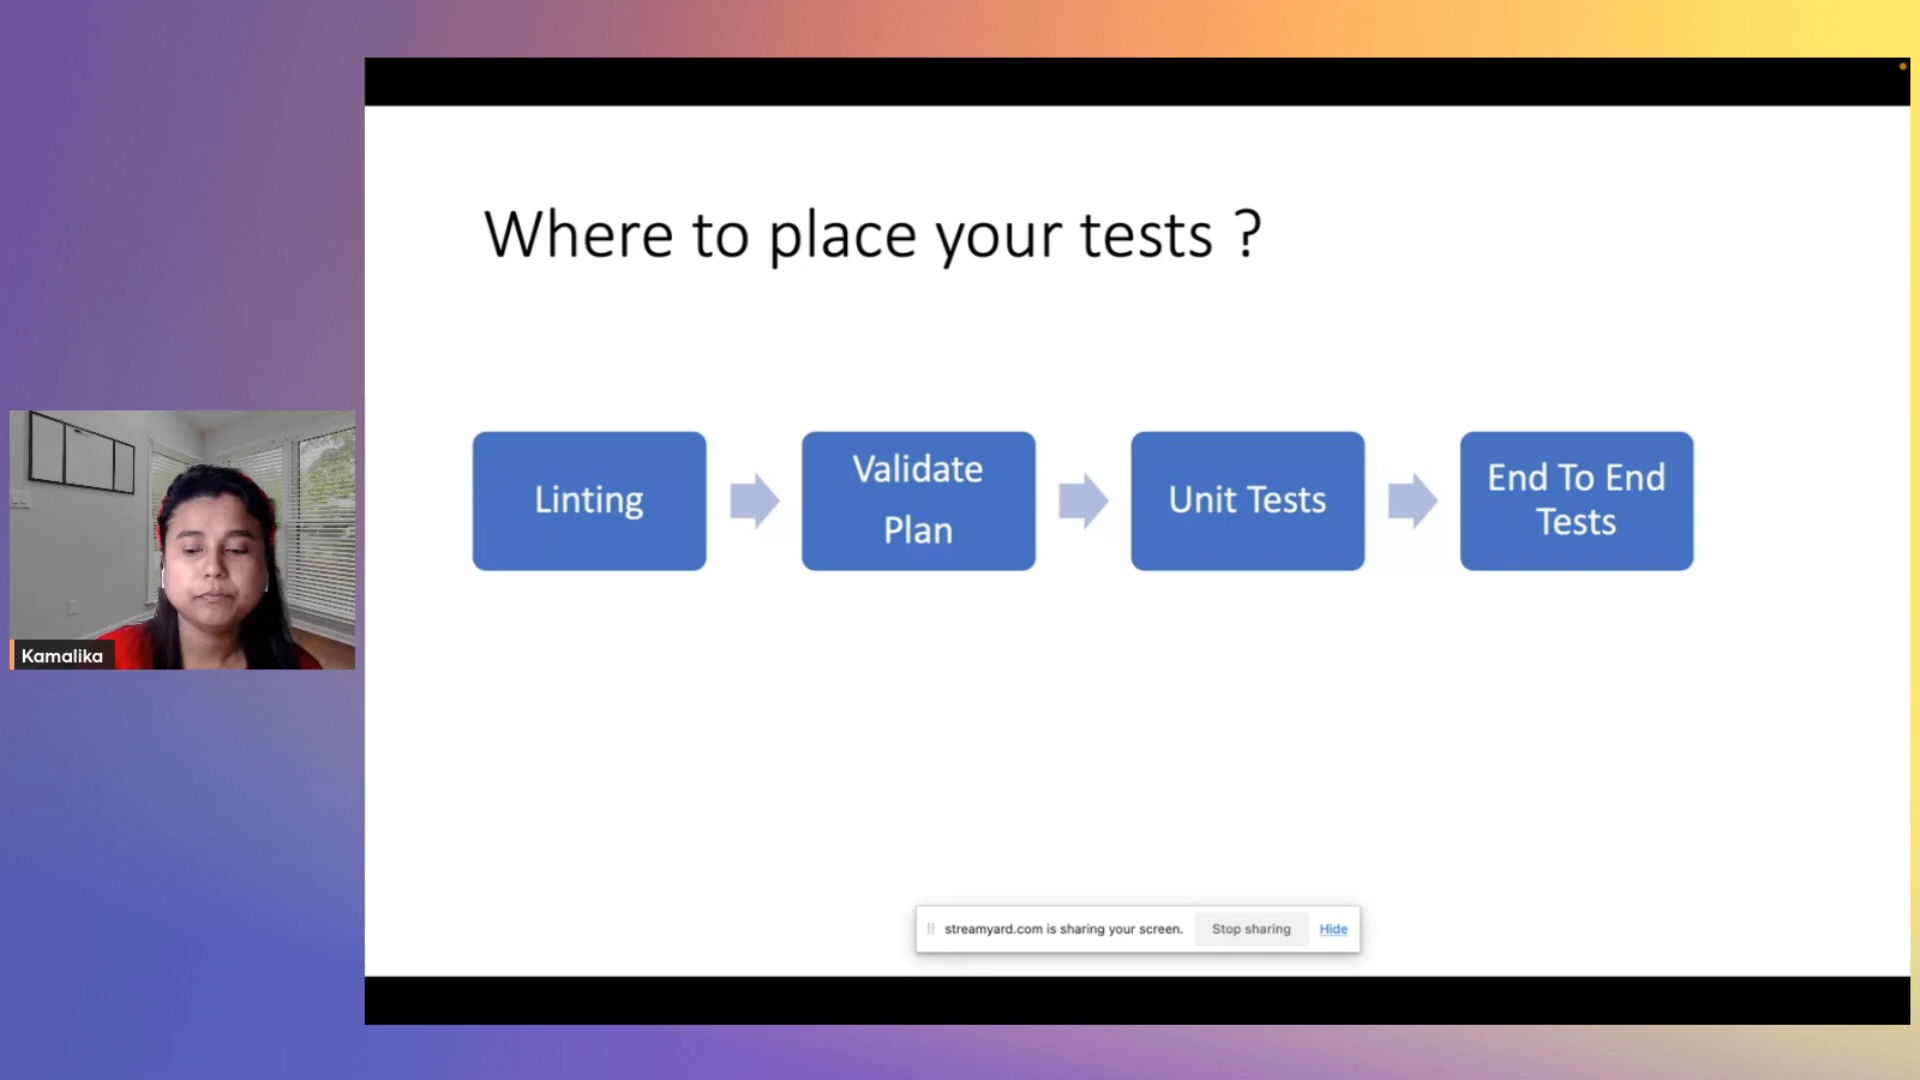 Where to place your tests ?
Linting
Validate
Plan
Unit Tests
End To End
Tests
Kamalika
streamyard.com is sharing your screen.
Stop sharing
Hide